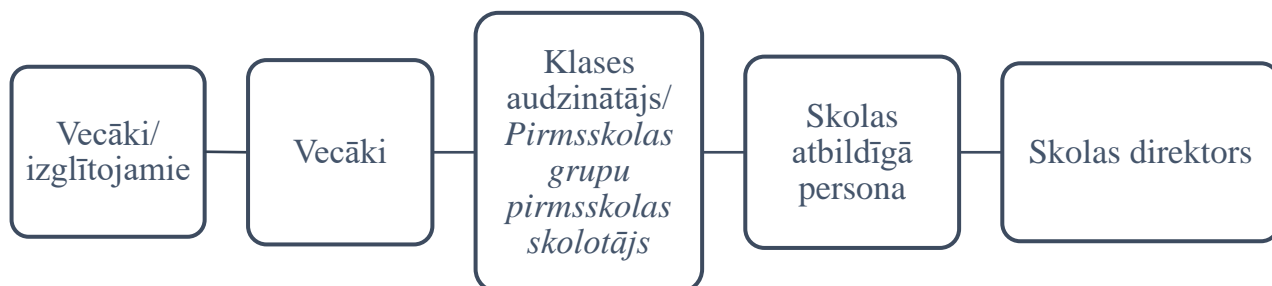 Vecāki/
izglītojamie
Vecāki
Klases
audzinātājs/
Pirmsskolas
grupu
pirmsskolas
skolotājs
Skolas
atbildīgā
persona
Skolas direktors